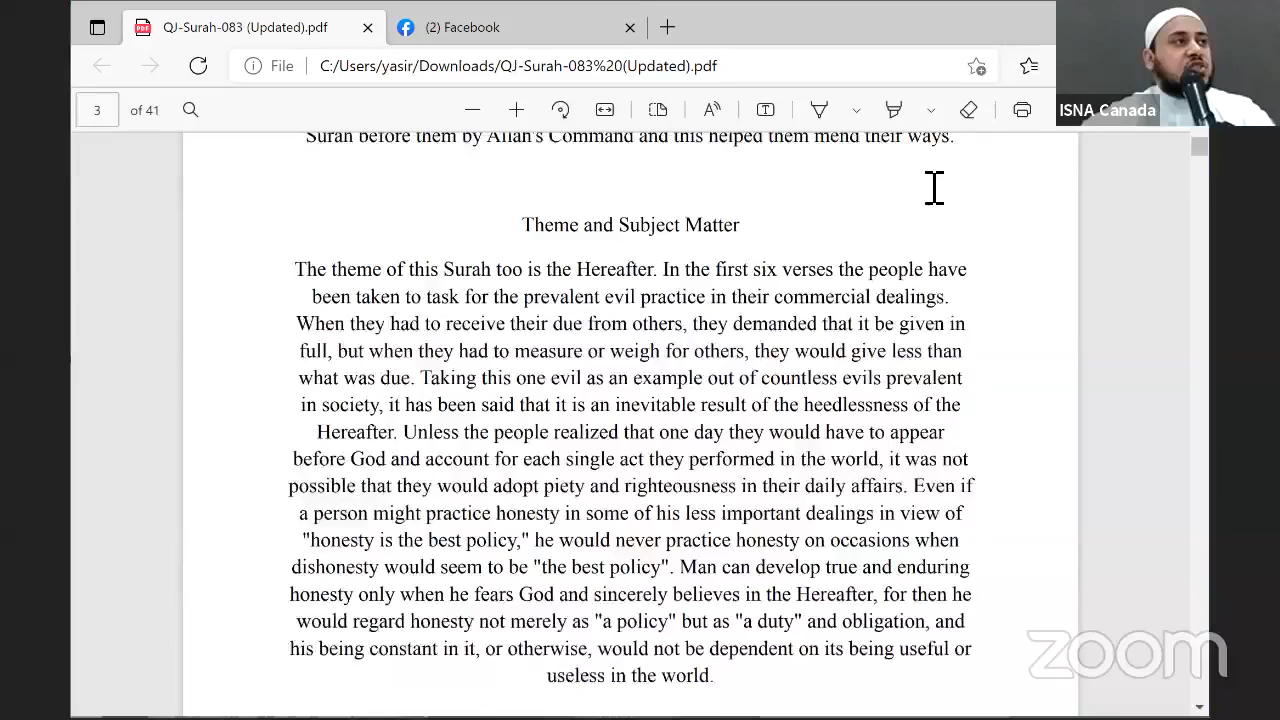 QJ-Surah-083 (Updated).pdf
(2) Facebook
File
C:/Users/yasir/Downloads/QJ-Surah-083%20(Updated).pdf
3 of 41
ISNA Canada
Surah before them by Allah's Command and this helped them mend their ways.
Theme and Subject Matter
The theme of this Surah too is the Hereafter. In the first six verses the people have
been taken to task for the prevalent evil practice in their commercial dealings.
When they had to receive their due from others, they demanded that it be given in
full, but when they had to measure or weigh for others, they would give less than
what was due. Taking this one evil as an example out of countless evils prevalent
in society, it has been said that it is an inevitable result of the heedlessness of the
Hereafter. Unless the people realized that one day they would have to appear
before God and account for each single act they performed in the world, it was not
possible that they would adopt piety and righteousness in their daily affairs. Even if
a person might practice honesty in some of his less important dealings in view of
"honesty is the best policy," he would never practice honesty on occasions when
dishonesty would seem to be "the best policy". Man can develop true and enduring
honesty only when he fears God and sincerely believes in the Hereafter, for then he
would regard honesty not merely as "a policy" but as "a duty" and obligation, and
his being constant in it, or otherwise, would not be dependent on its being useful or
useless in the world.
zoom